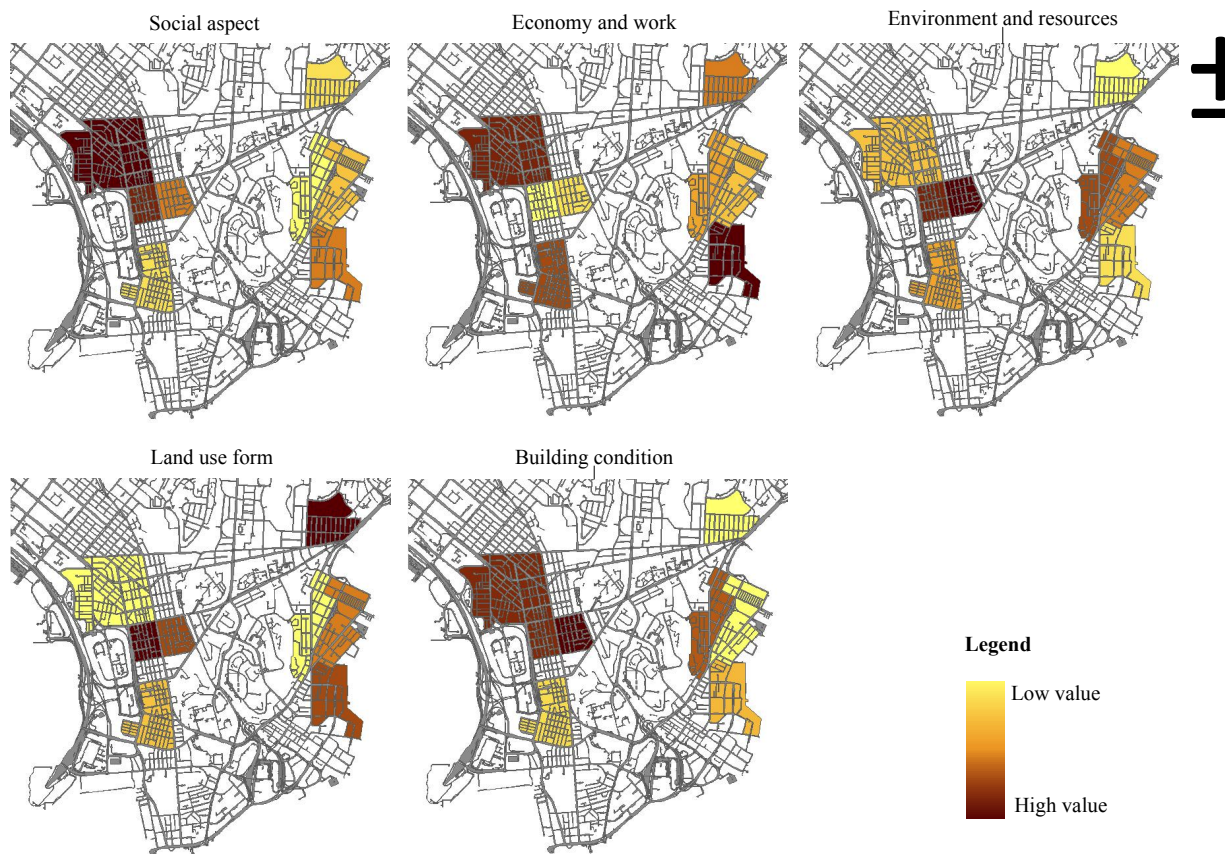 Social aspect
Economy and work
Environment and resources
Land use form
Building condition
Legend
Low value
High value